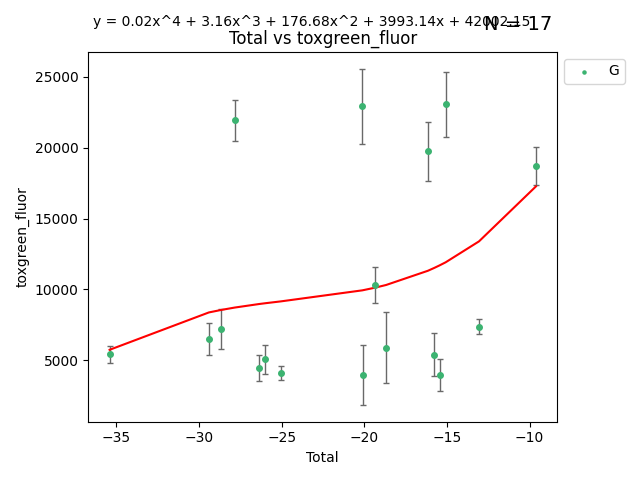 y = 0.02x^4 + 3.16x^3 + 176.68x^2 + 3993.14x + 42002.15
N = 17
Total vs toxgreen_fluor
G
25000
20000
15000
10000
5000
toxgreen_fluor
−35 −30 −25 −20 −15 −10
Total